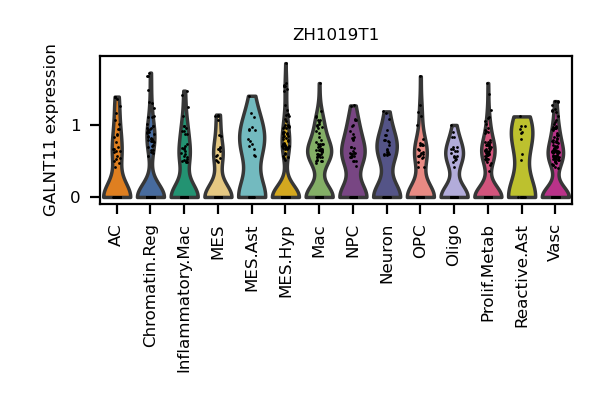 ZH1019T1
GALNT11 expression
1
0
AC
Chromatin.Reg
Inflammatory.Mac
MES
MES.Ast
MES.Hyp
Mac
NPC
Neuron
OPC
Oligo
Prolif.Metab
Reactive.Ast
Vasc